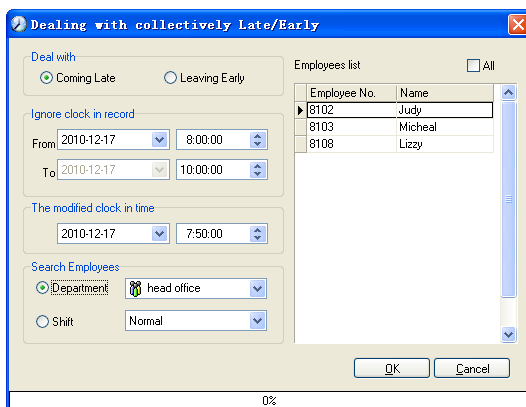 Dealing with collectively Late/Early
Deal with
Coming Late
Leaving Early
Ignore clock in record
From 2010-12-17 8:00:00
To 2010-12-17 10:00:00
The modified clock in time
2010-12-17 7:50:00
Search Employees
Department head office
Shift Normal
Employees list All
Employee No. Name
8102 Judy
8103 Micheal
8108 Lizzy
OK Cancel
0%